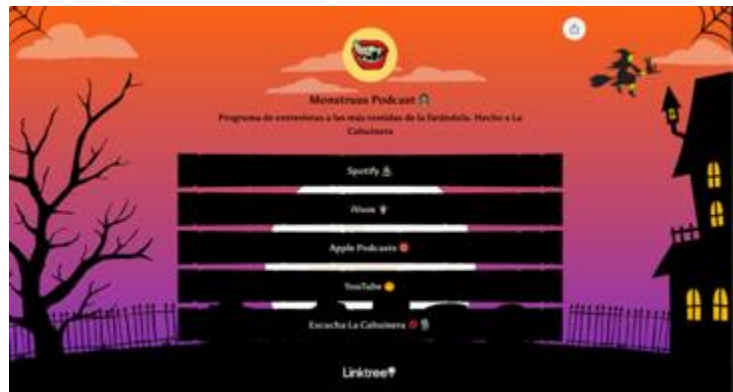 Monstruas Podcast
Programa de entrevistas a las más temidas de la farándula. Hecho x La
Cahuinera
Spotify
iVoox
Apple Podcasts
YouTube
Escucha La Cahuinera
Linktree